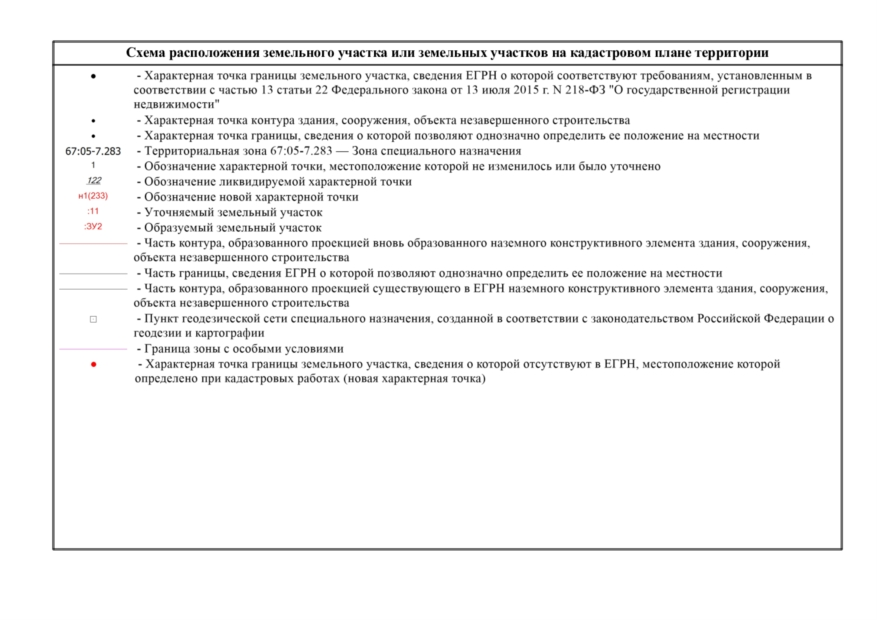 Схема расположения земельного участка или земельных участков на кадастровом плане территории
- Характерная точка границы земельного участка, сведения ЕГРН о которой соответствуют требованиям, установленным в
соответствии с частью 13 статьи 22 Федерального закона от 13 июля 2015 г. N 218-ФЗ "О государственной регистрации
недвижимости"
- Характерная точка контура здания, сооружения, объекта незавершенного строительства
- Характерная точка границы, сведения о которой позволяют однозначно определить ее положение на местности
67:05-7.283 - Территориальная зона 67:05-7.283 — Зона специального назначения
1 - Обозначение характерной точки, местоположение которой не изменилось или было уточнено
122 - Обозначение ликвидируемой характерной точки
н1(233) - Обозначение новой характерной точки
:11 - Уточняемый земельный участок
:ЗУ2 - Образуемый земельный участок
- Часть контура, образованного проекцией вновь образованного наземного конструктивного элемента здания, сооружения,
объекта незавершенного строительства
- Часть границы, сведения ЕГРН о которой позволяют однозначно определить ее положение на местности
- Часть контура, образованного проекцией существующего в ЕГРН наземного конструктивного элемента здания, сооружения,
объекта незавершенного строительства
- Пункт геодезической сети специального назначения, созданной в соответствии с законодательством Российской Федерации о
геодезии и картографии
- Граница зоны с особыми условиями
- Характерная точка границы земельного участка, сведения о которой отсутствуют в ЕГРН, местоположение которой
определено при кадастровых работах (новая характерная точка)